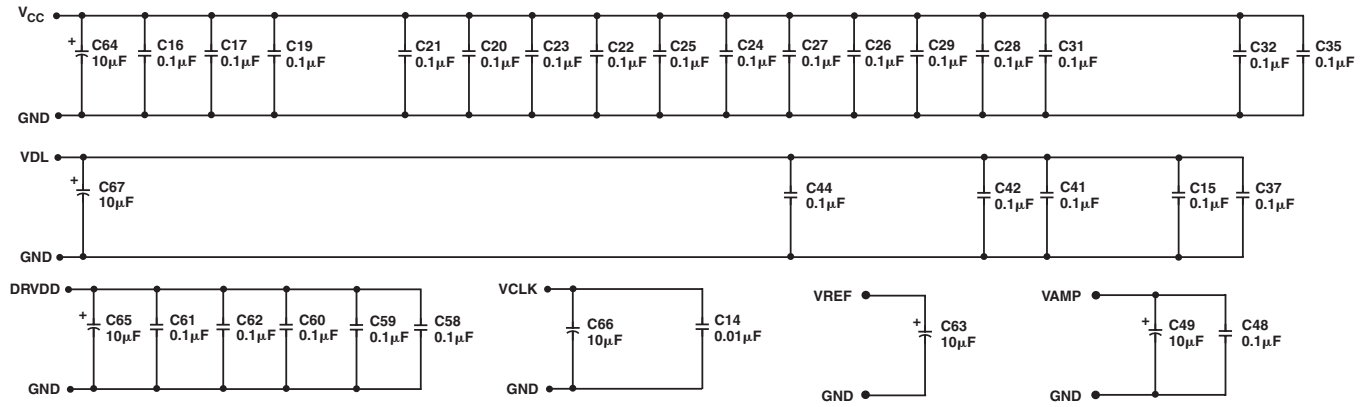 VCC
+ C64
10µF
C16
0.1µF
C17
0.1µF
C19
0.1µF
C21
0.1µF
C20
0.1µF
C23
0.1µF
C22
0.1µF
C25
0.1µF
C24
0.1µF
C27
0.1µF
C26
0.1µF
C29
0.1µF
C28
0.1µF
C31
0.1µF
C32
0.1µF
C35
0.1µF
GND
VDL
+ C67
10µF
C44
0.1µF
C42
0.1µF
C41
0.1µF
C15
0.1µF
C37
0.1µF
GND
DRVDD
+ C65
10µF
C61
0.1µF
C62
0.1µF
C60
0.1µF
C59
0.1µF
C58
0.1µF
GND
VCLK
C66
10µF
C14
0.01µF
GND
VREF
+ C63
10µF
GND
VAMP
+ C49
10µF
C48
0.1µF
GND